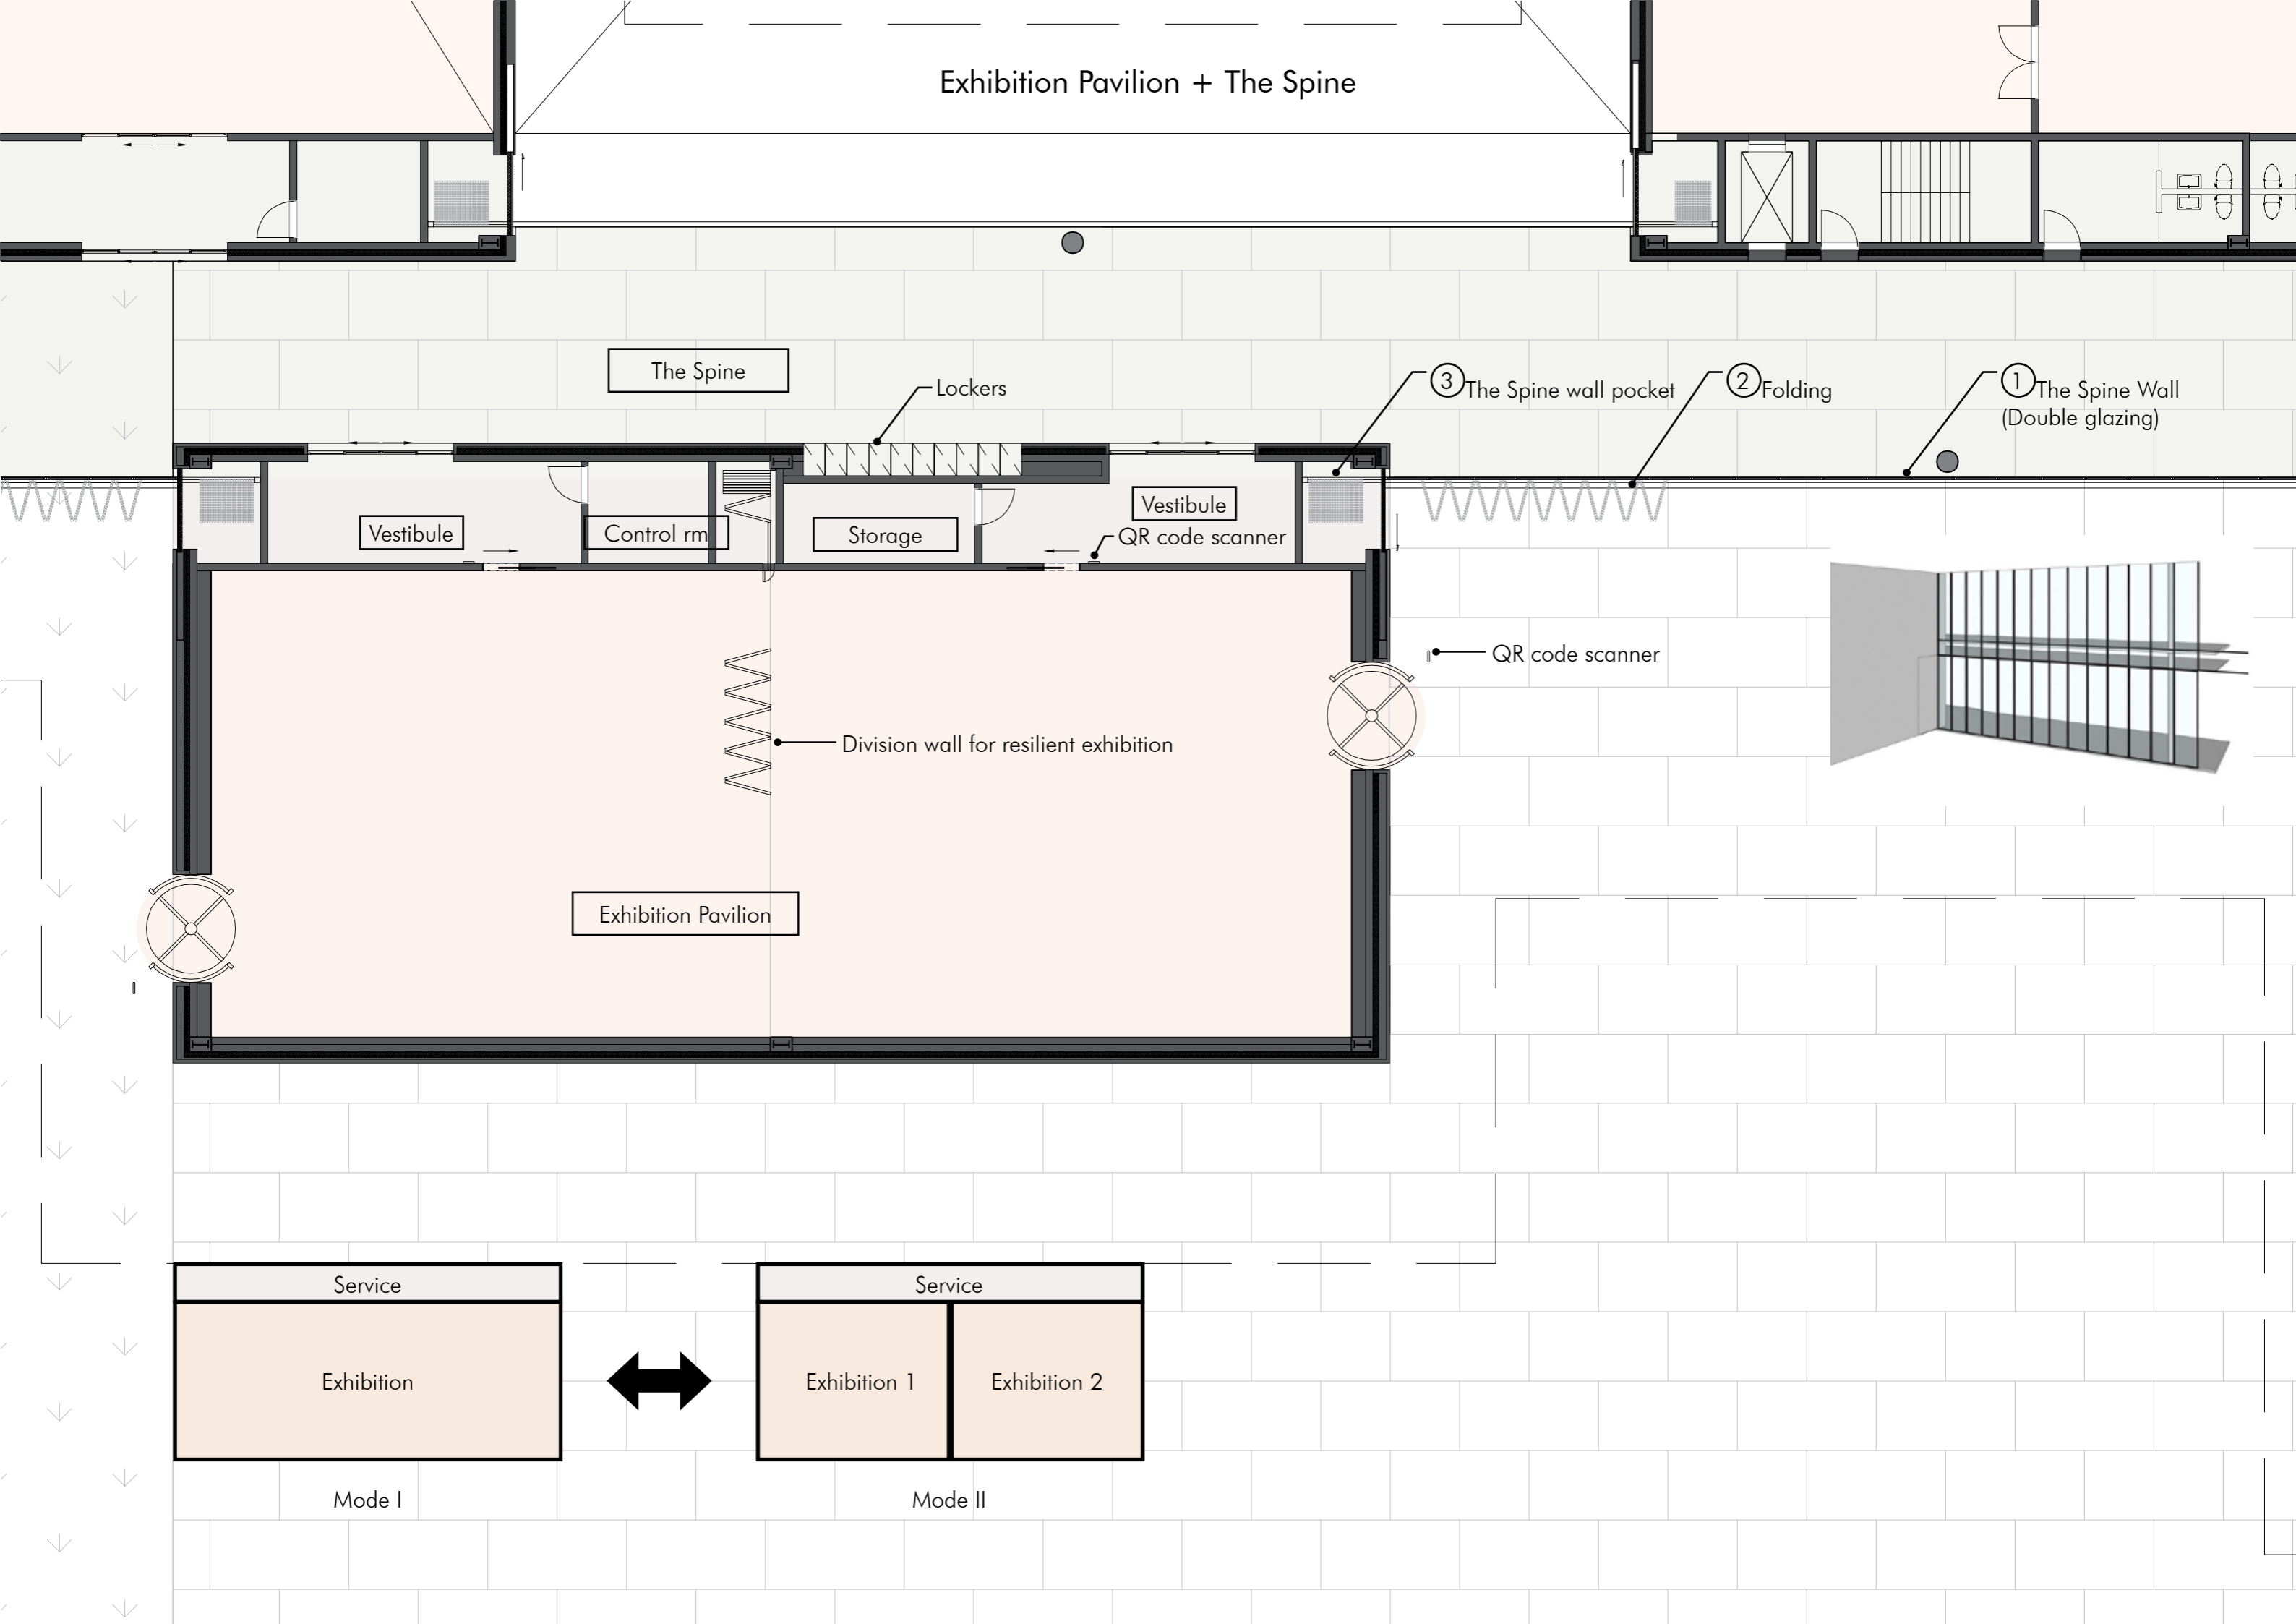 Exhibition Pavilion + The Spine
The Spine
Lockers
3 The Spine wall pocket
2 Folding
1 The Spine Wall
(Double glazing)
Vestibule
Control rm
Storage
Vestibule
QR code scanner
QR code scanner
Division wall for resilient exhibition
Exhibition Pavilion
Service
Exhibition
Mode I
Service
Exhibition 1
Exhibition 2
Mode II